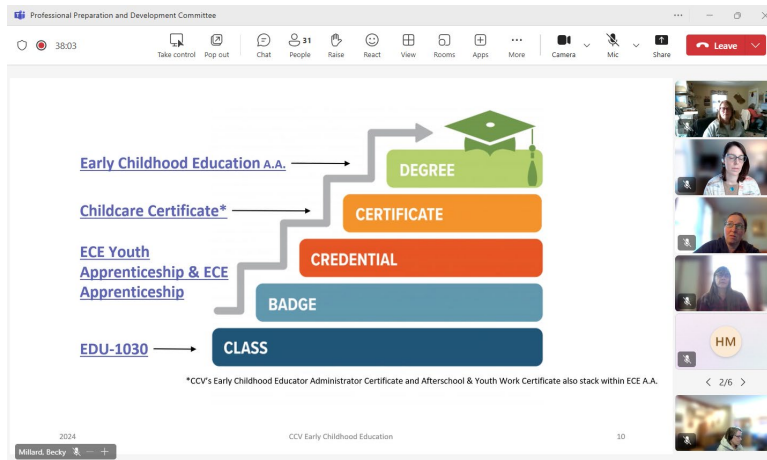 Professional Preparation and Development Committee
38:03
Take control
Pop out
Chat
31
People
Raise
React
View
Rooms
Apps
More
Camera
Mic
Share
Leave
Early Childhood Education A.A.
DEGREE
Childcare Certificate*
CERTIFICATE
ECE Youth
Apprenticeship & ECE
Apprenticeship
CREDENTIAL
BADGE
EDU-1030
CLASS
*CCV's Early Childhood Educator Administrator Certificate and Afterschool & Youth Work Certificate also stack within ECE A.A.
2024
CCV Early Childhood Education
10
Millard, Becky
HM
2/6